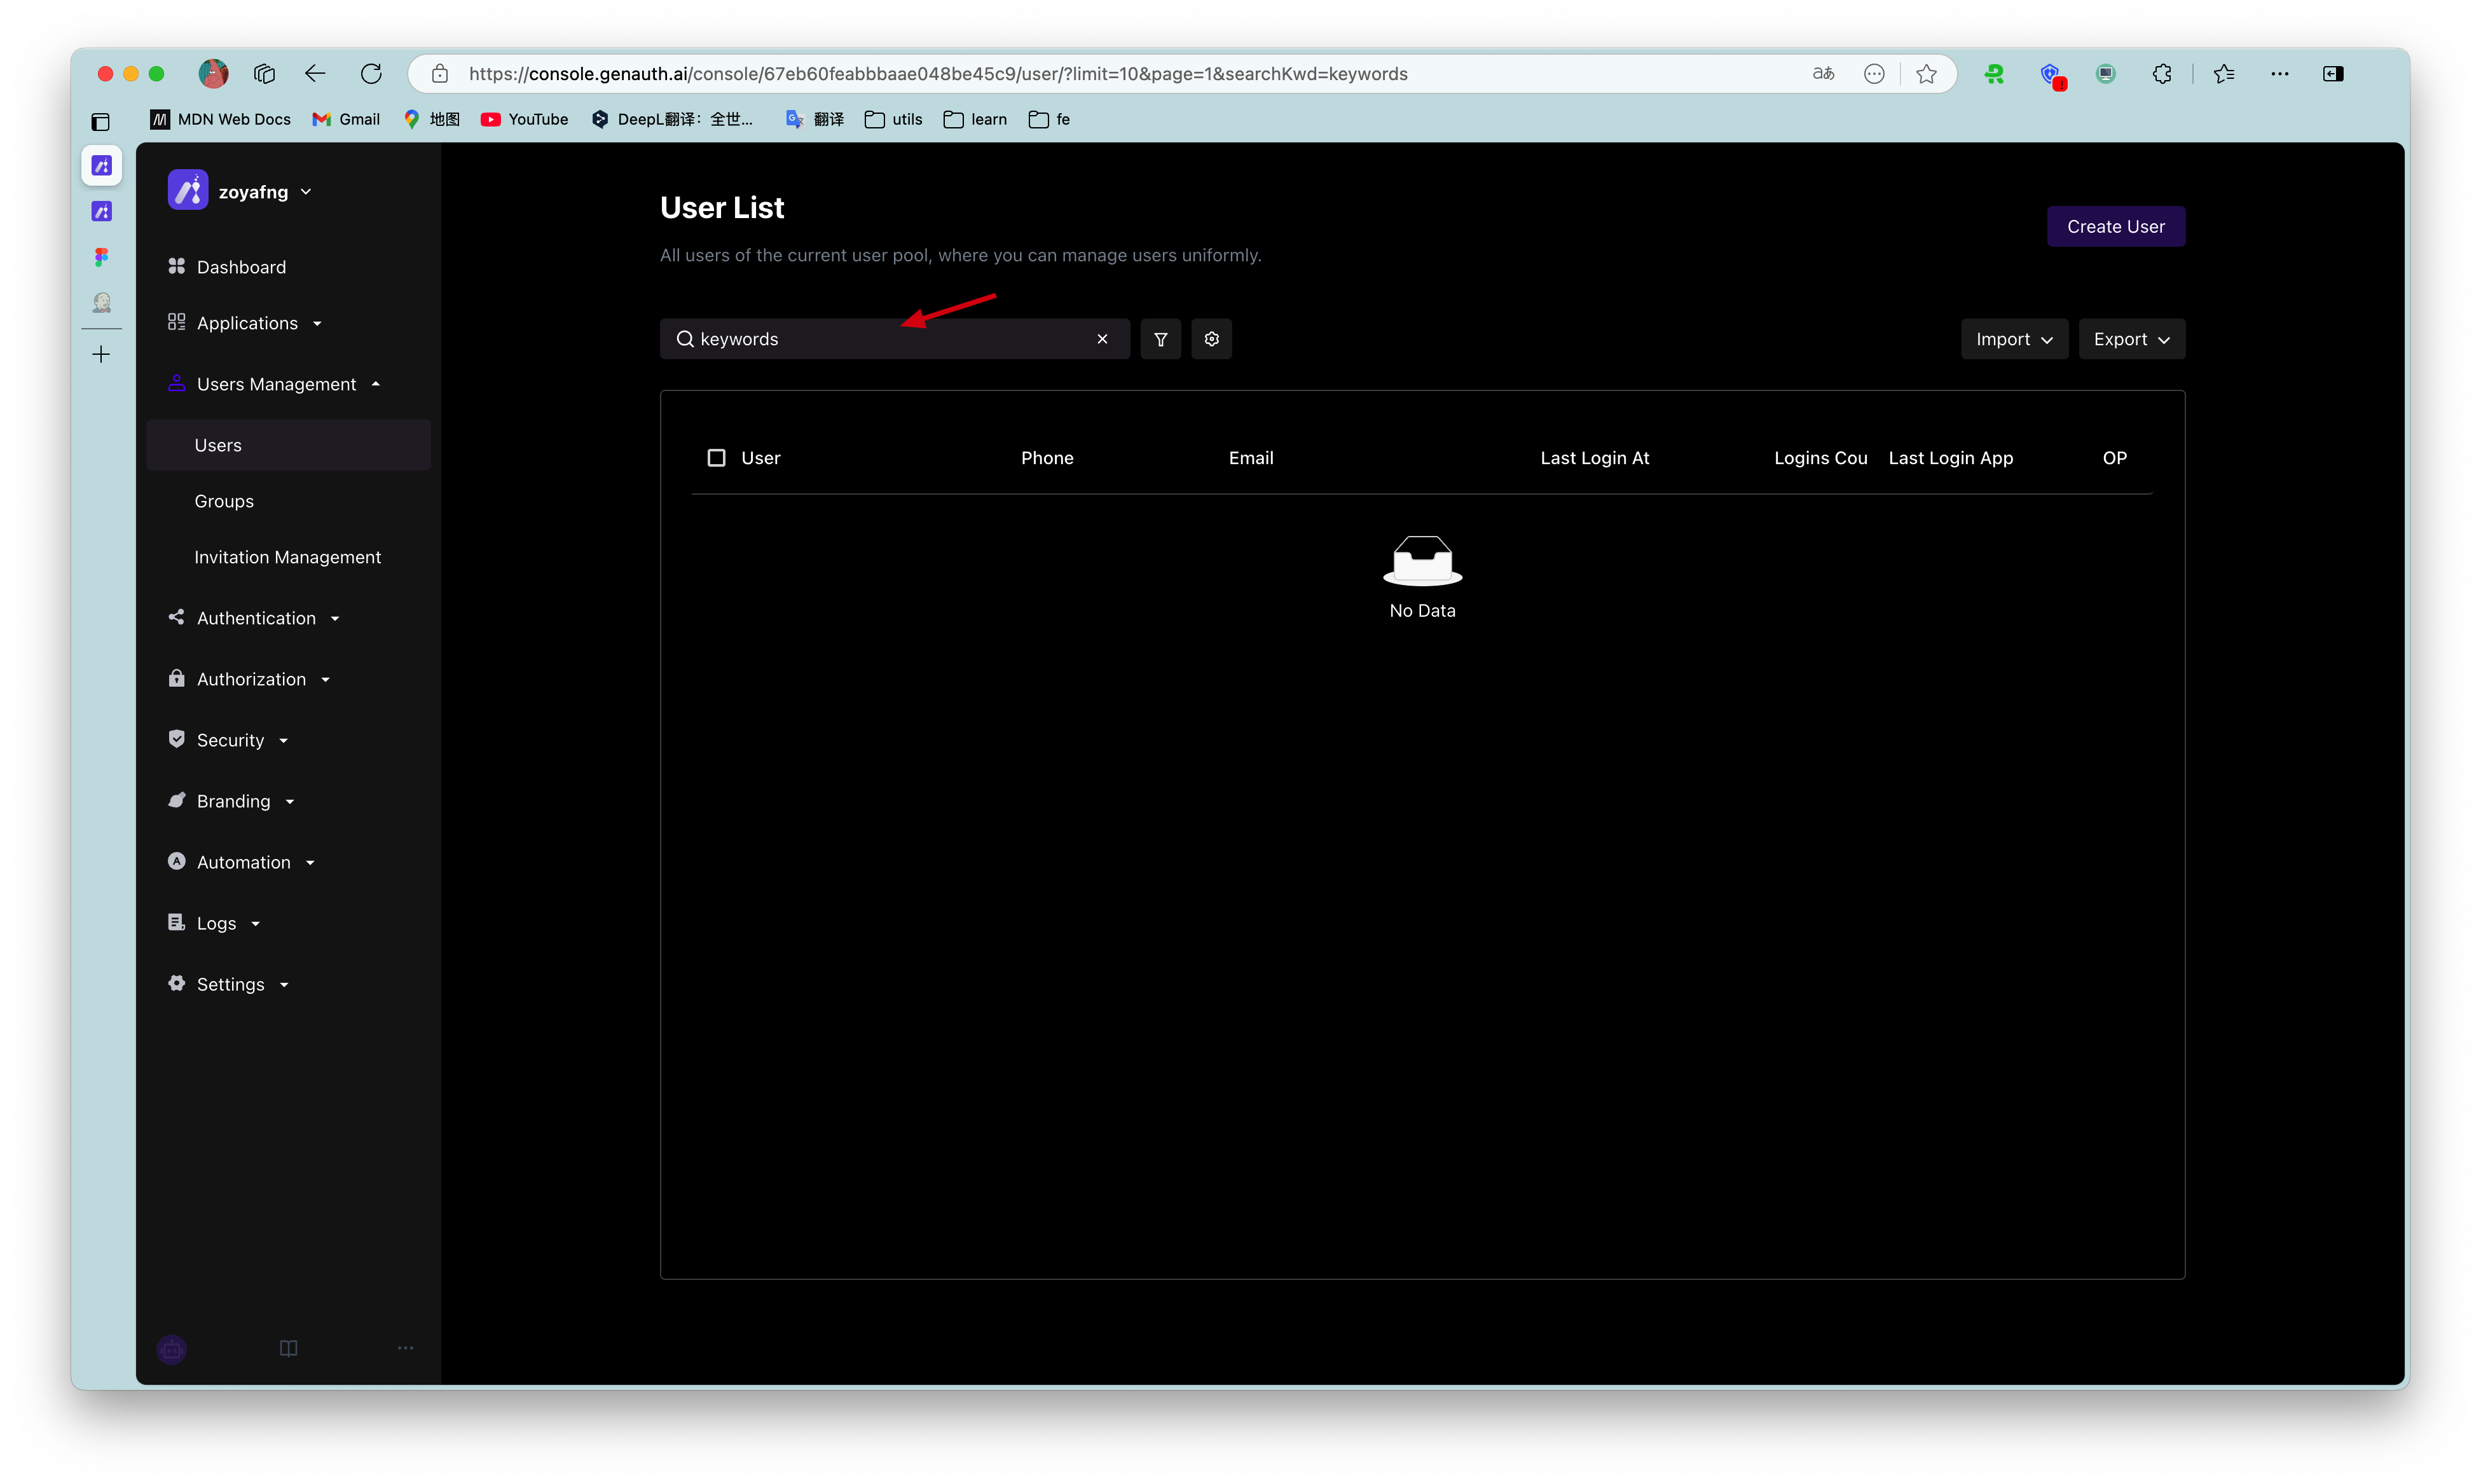 https://console.genauth.ai/console/67eb60feabbbaae048be45c9/user/?limit=10&page=1&searchKwd=keywords
aあ
MDN Web Docs
Gmail
地图
YouTube
DeepL翻译：全世...
翻译
utils
learn
fe
zoyafng
Dashboard
Applications
Users Management
Users
Groups
Invitation Management
Authentication
Authorization
Security
Branding
Automation
Logs
Settings
User List
Create User
All users of the current user pool, where you can manage users uniformly.
keywords
Import
Export
User Phone Email Last Login At Logins Cou Last Login App OP
No Data